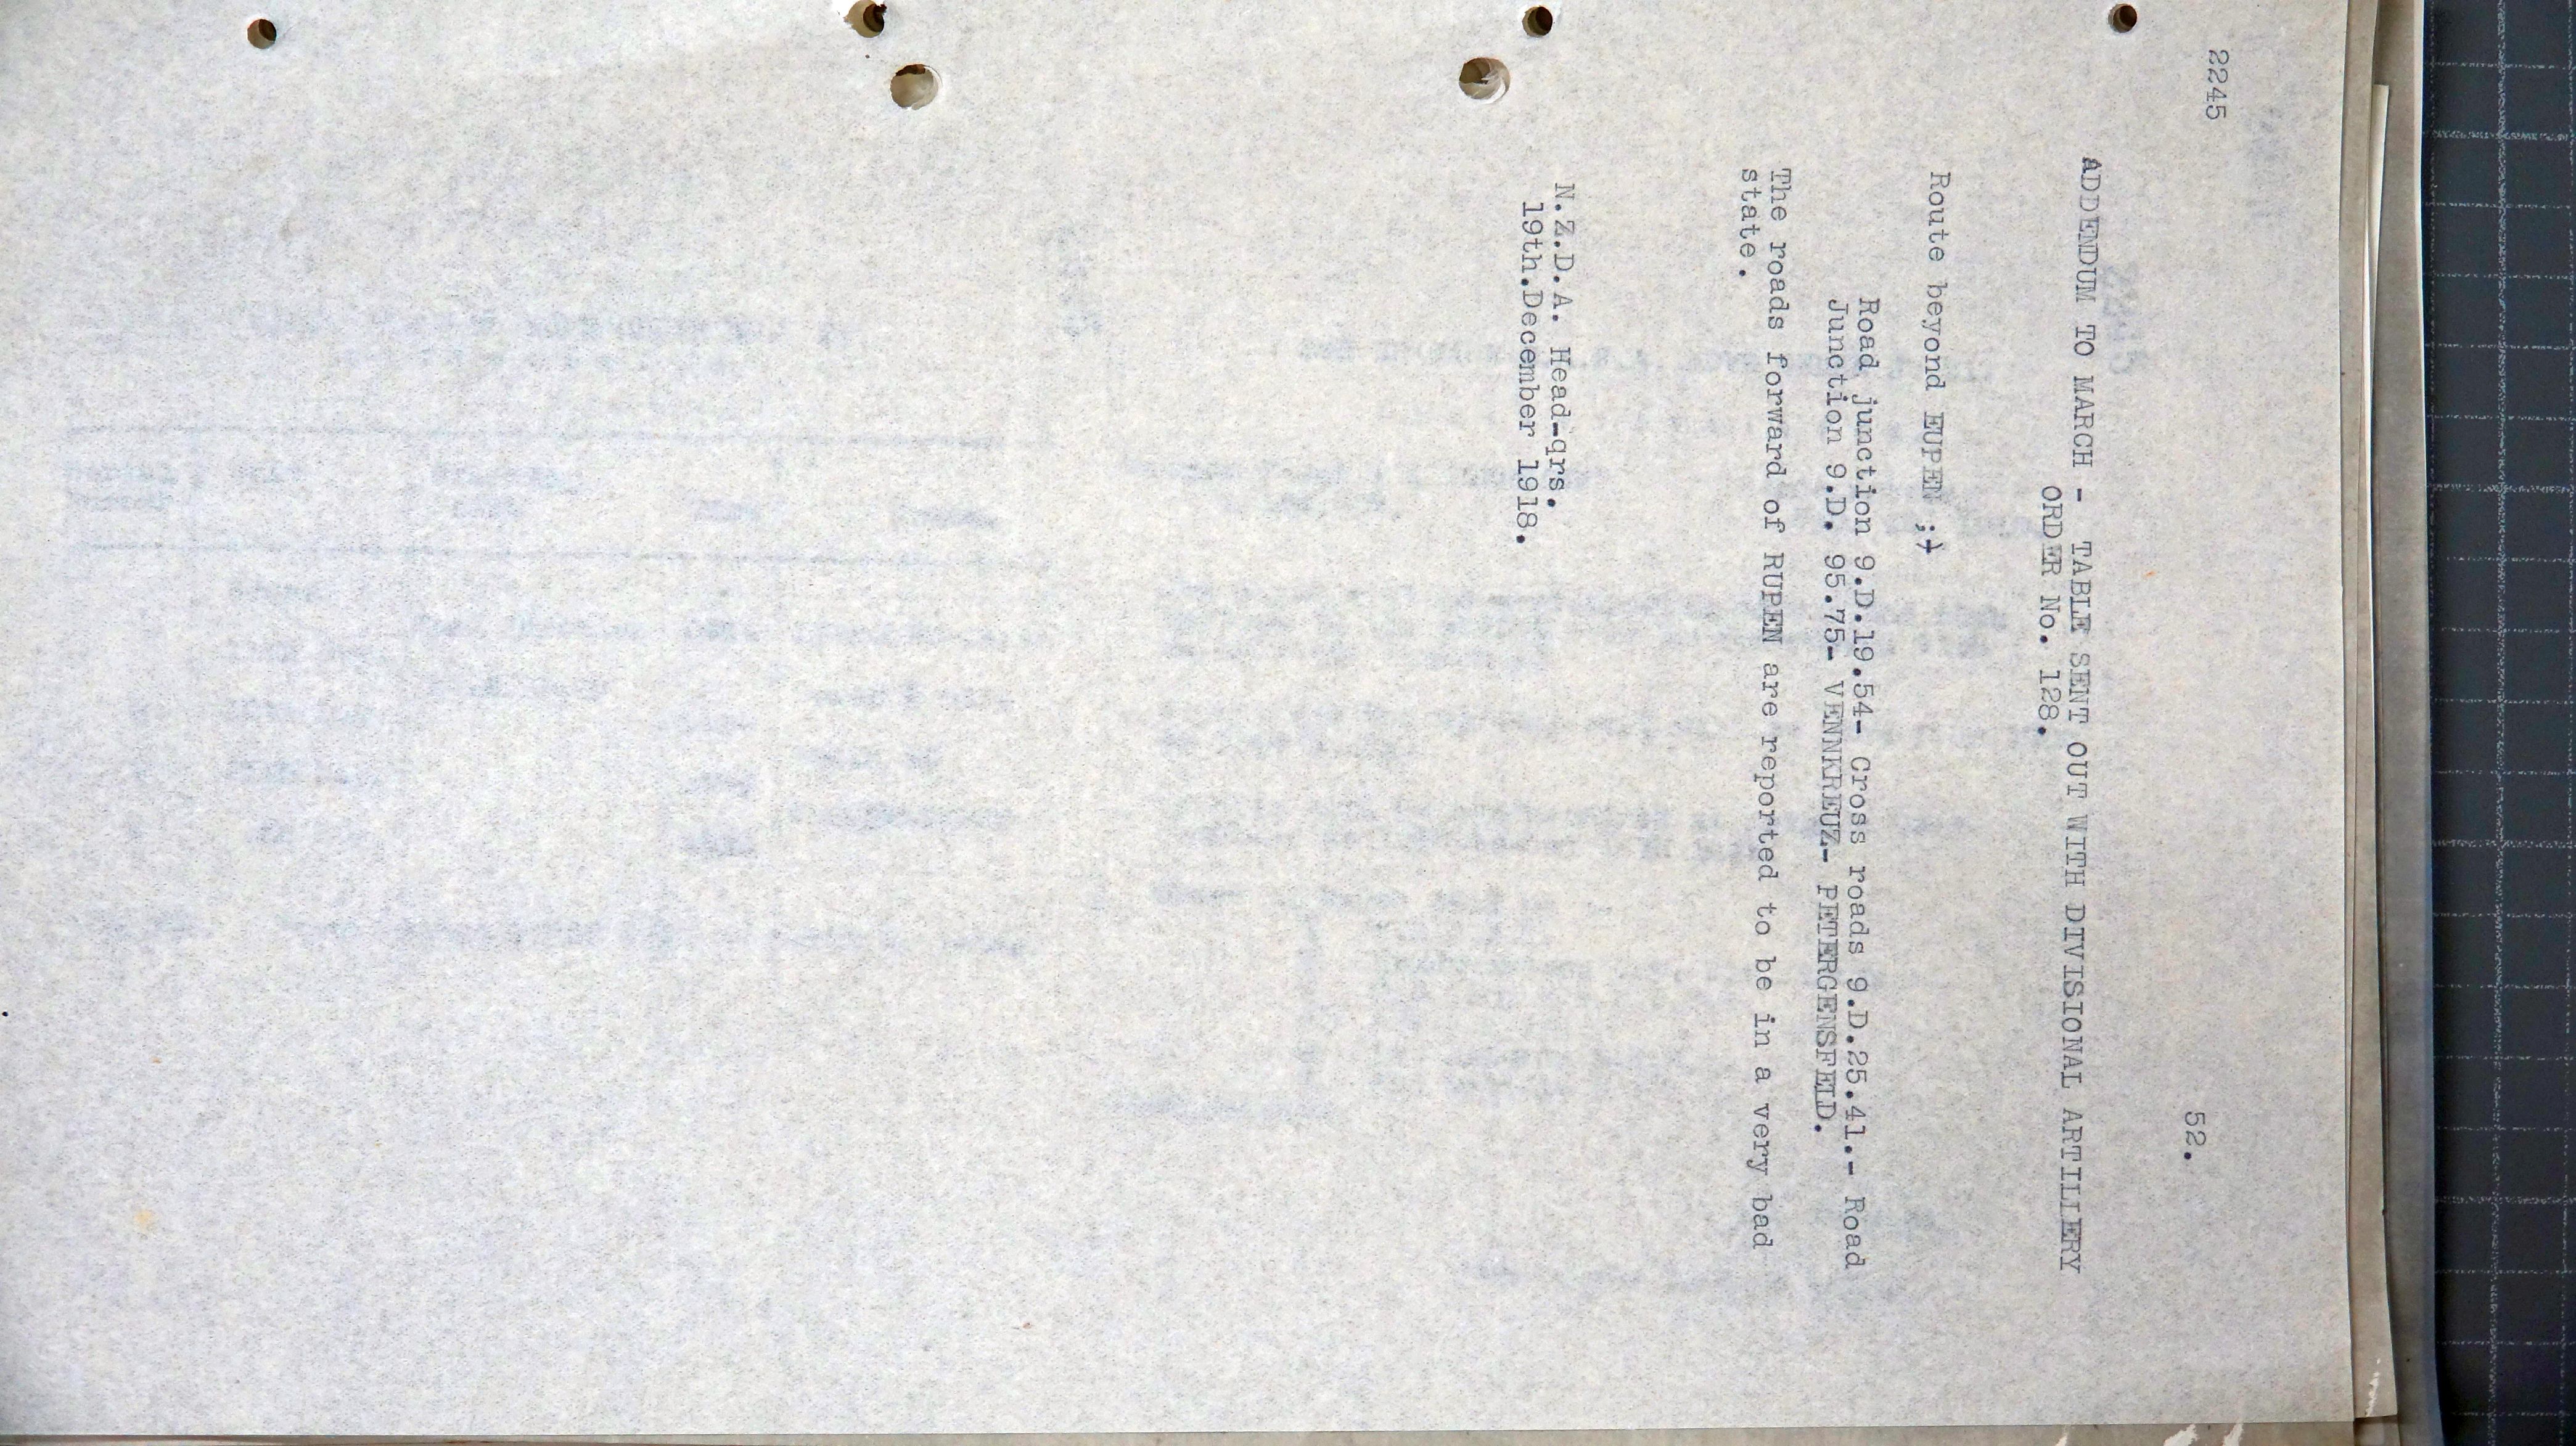 2245
52.
ADDENDUM TO MARCH - TABLE SENT OUT WITH DIVISIONAL ARTILLERY
ORDER No. 128.
Route beyond EUPEN ;-
Road junction 9.D.19.54- Cross roads 9.D.25.41.- Road
Junction 9.D. 95.75- VENNKREUZ- PETERGENSFELD.
The roads forward of RUPEN are reported to be in a very bad
state.
N.Z.D.A. Head-qrs.
19th.December 1918.